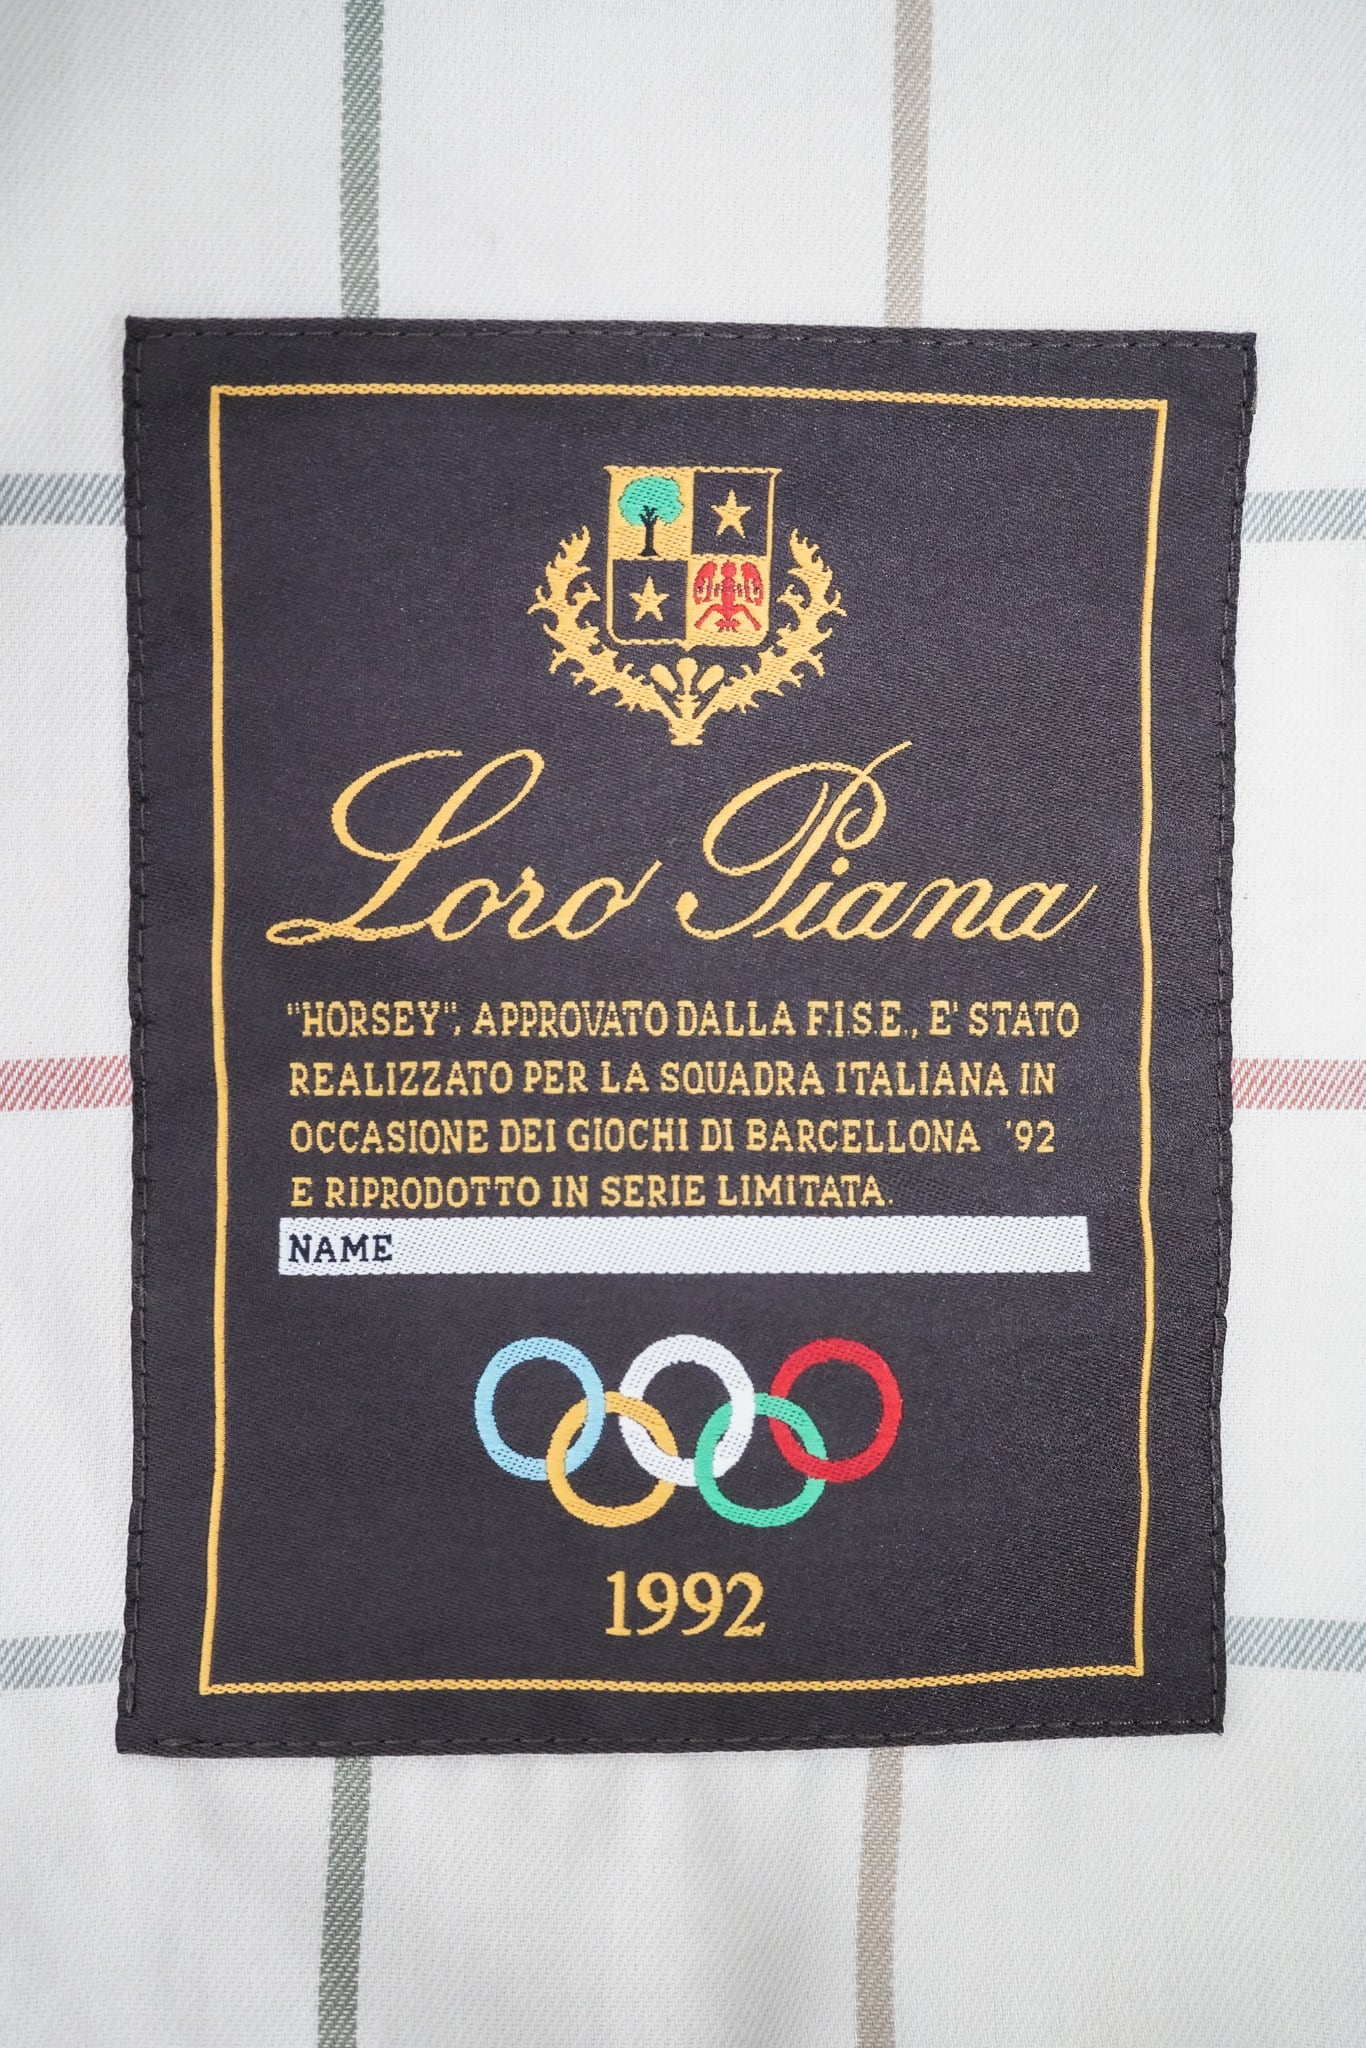 Loro Piana
"HORSEY", APPROVATO DALLA F.I.S.E., E' STATO
REALIZZATO PER LA SQUADRA ITALIANA IN
OCCASIONE DEI GIOCHI DI BARCELLONA '92
E RIPRODOTTO IN SERIE LIMITATA.
NAME
1992